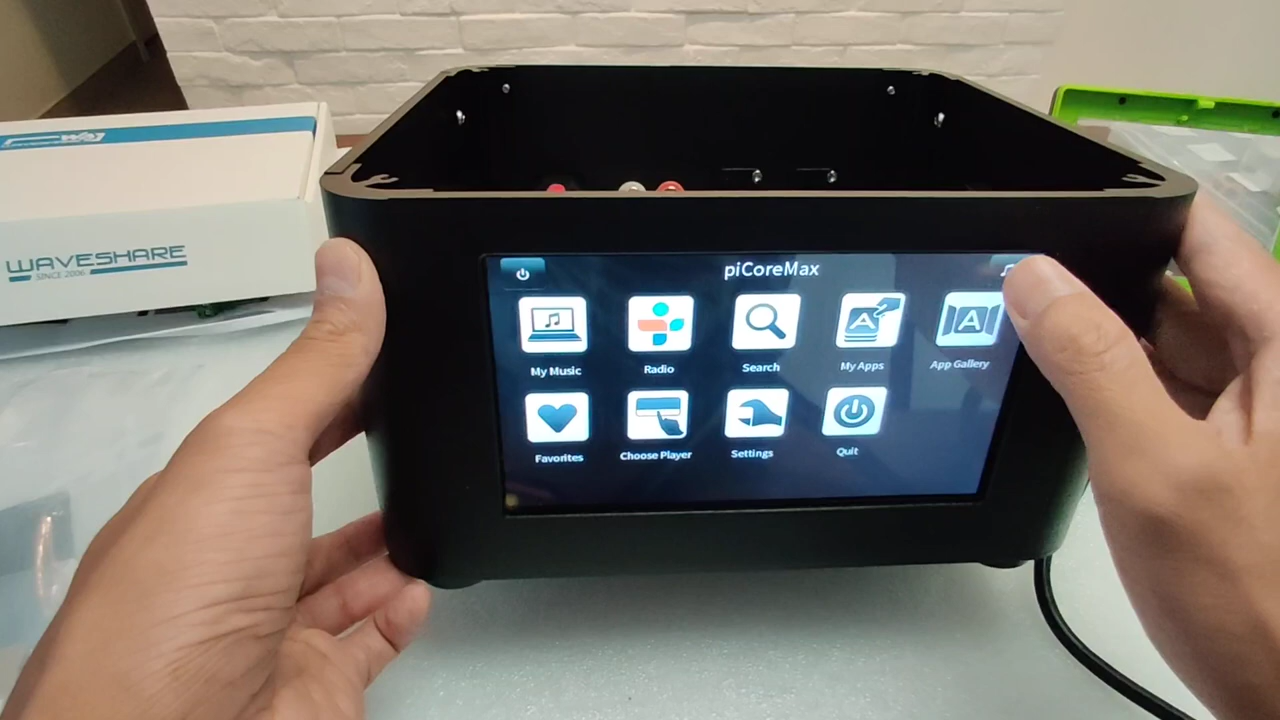 WAVESHARE
SINCE 2006
piCoreMax
My Music
Radio
Search
My Apps
App Gallery
Favorites
Choose Player
Settings
Quit